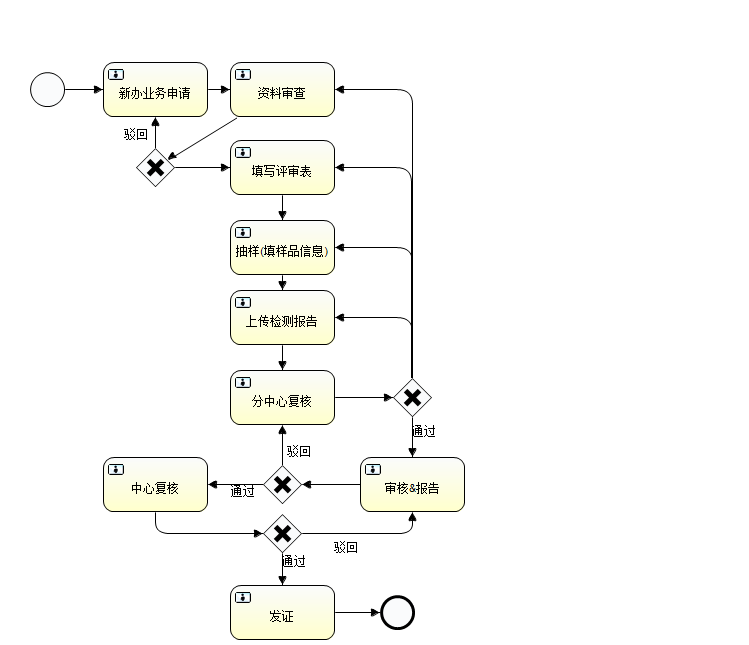 新办业务申请
资料审查
驳回
填写评审表
抽样(填样品信息)
上传检测报告
分中心复核
通过
驳回
中心复核
通过
审核&报告
驳回
通过
发证